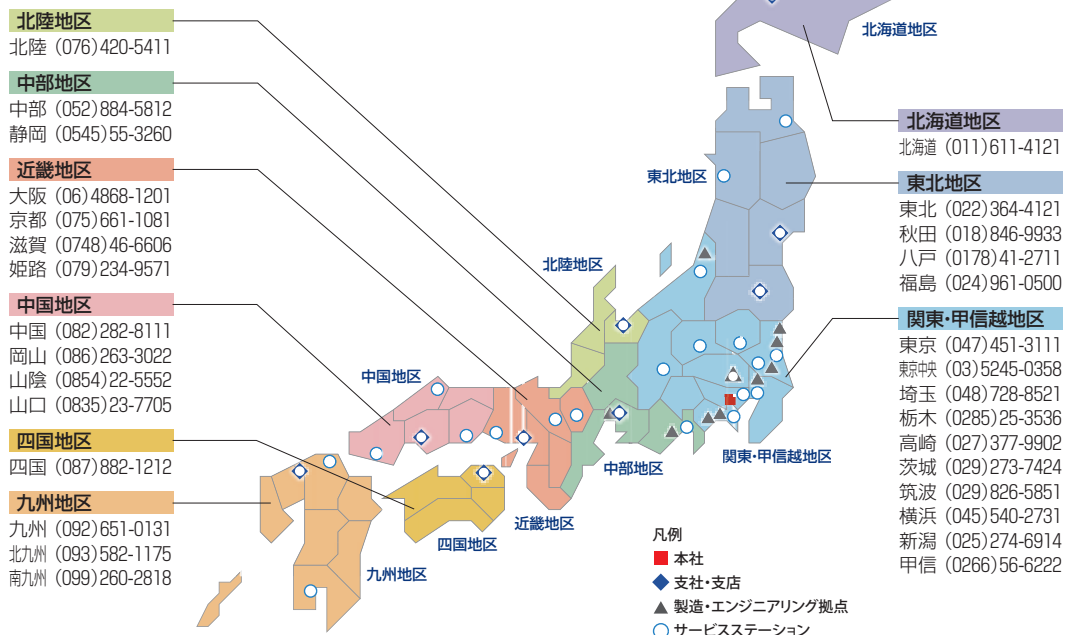 北陸地区
北陸 (076)420-5411
中部地区
中部 (052)884-5812
静岡 (0545)55-3260
近畿地区
大阪 (06)4868-1201
京都 (075)661-1081
滋賀 (0748)46-6606
姫路 (079)234-9571
中国地区
中国 (082)282-8111
岡山 (086)263-3022
山陰 (0854)22-5552
山口 (0835)23-7705
四国地区
四国 (087)882-1212
九州地区
九州 (092)651-0131
北九州 (093)582-1175
南九州 (099)260-2818
北海道地区
東北地区
北陸地区
中国地区
中部地区
関東・甲信越地区
近畿地区
四国地区
九州地区
凡例
本社
支社・支店
製造・エンジニアリング拠点
サービスステーション
北海道地区
北海道 (011)611-4121
東北地区
東北 (022)364-4121
秋田 (018)846-9933
八戸 (0178)41-2711
福島 (024)961-0500
関東・甲信越地区
東京 (047)451-3111
東京中央 (03)5245-0358
埼玉 (048)728-8521
栃木 (0285)25-3536
高崎 (027)377-9902
茨城 (029)273-7424
筑波 (029)826-5851
横浜 (045)540-2731
新潟 (025)274-6914
甲信 (0266)56-6222